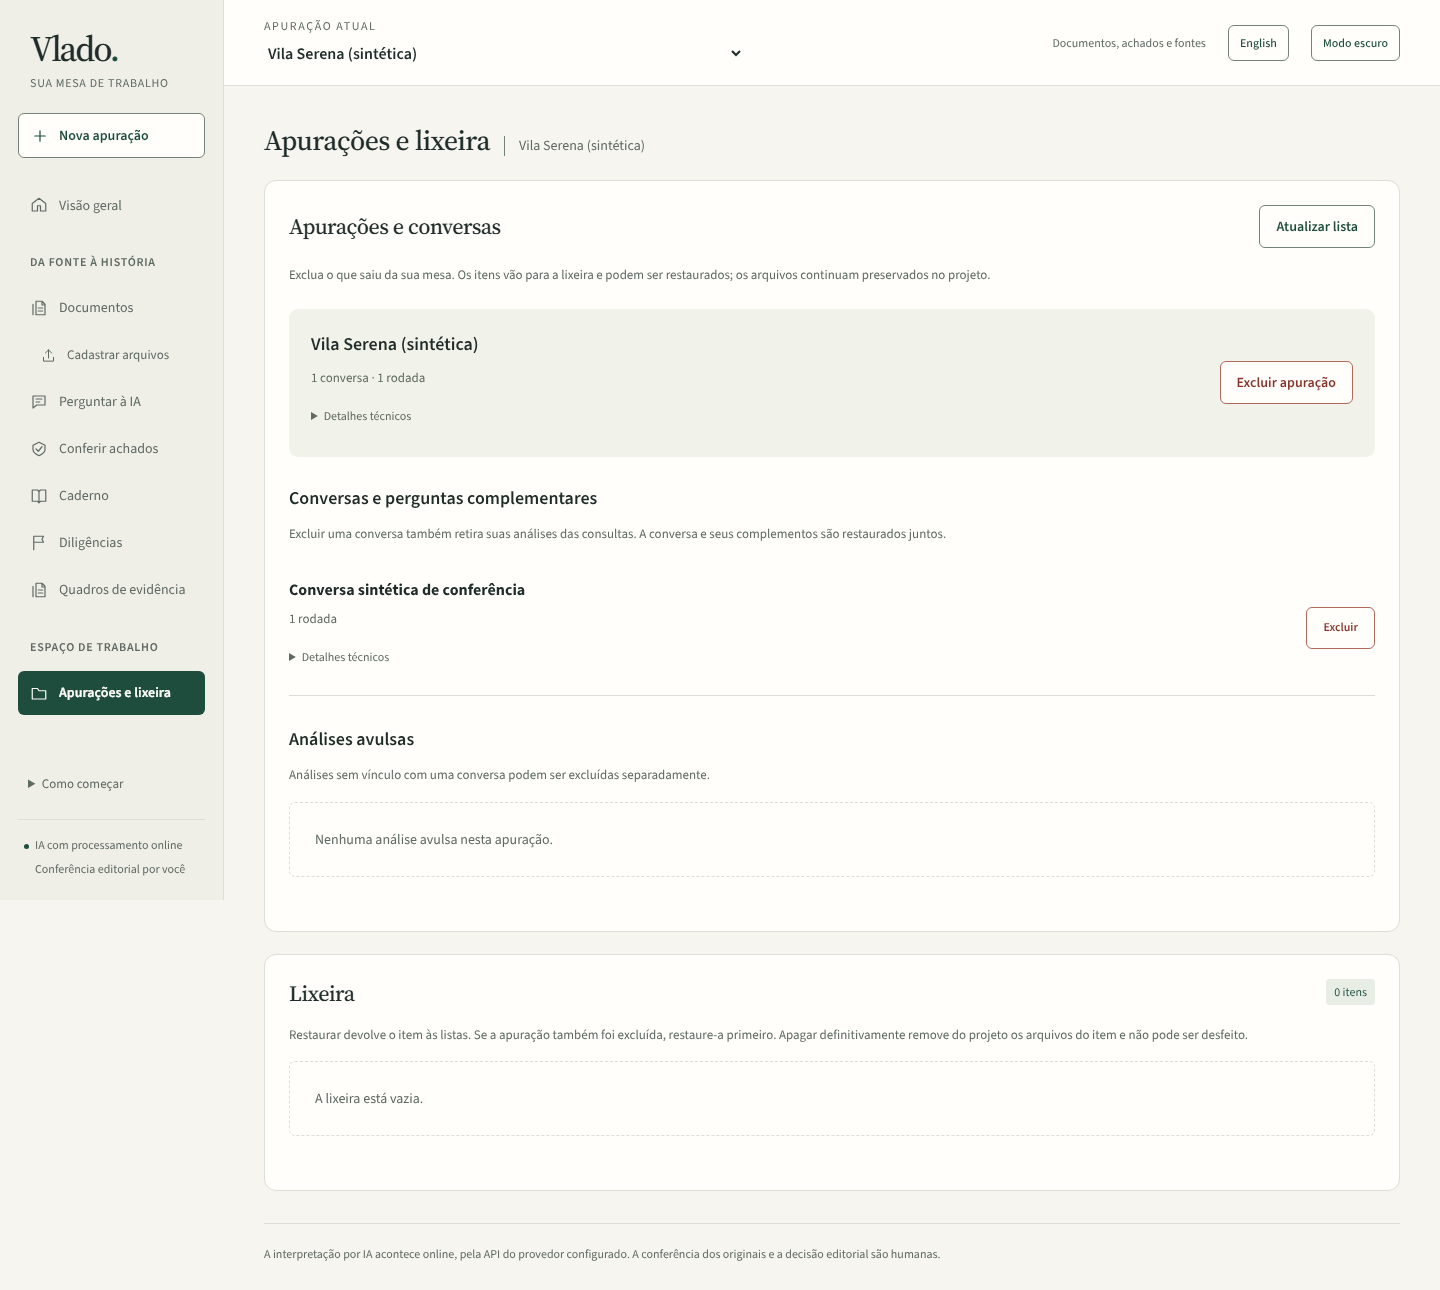 Vlado.
SUA MESA DE TRABALHO
Nova apuração
Visão geral
DA FONTE À HISTÓRIA
Documentos
Cadastrar arquivos
Perguntar à IA
Conferir achados
Caderno
Diligências
Quadros de evidência
ESPAÇO DE TRABALHO
Apurações e lixeira
Como começar
IA com processamento online
Conferência editorial por você
APURAÇÃO ATUAL
Vila Serena (sintética)
Documentos, achados e fontes
English
Modo escuro
Apurações e lixeira
Vila Serena (sintética)
Apurações e conversas
Atualizar lista
Exclua o que saiu da sua mesa. Os itens vão para a lixeira e podem ser restaurados; os arquivos continuam preservados no projeto.
Vila Serena (sintética)
1 conversa · 1 rodada
Detalhes técnicos
Excluir apuração
Conversas e perguntas complementares
Excluir uma conversa também retira suas análises das consultas. A conversa e seus complementos são restaurados juntos.
Conversa sintética de conferência
1 rodada
Detalhes técnicos
Excluir
Análises avulsas
Análises sem vínculo com uma conversa podem ser excluídas separadamente.
Nenhuma análise avulsa nesta apuração.
Lixeira
0 itens
Restaurar devolve o item às listas. Se a apuração também foi excluída, restaure-a primeiro. Apagar definitivamente remove do projeto os arquivos do item e não pode ser desfeito.
A lixeira está vazia.
A interpretação por IA acontece online, pela API do provedor configurado. A conferência dos originais e a decisão editorial são humanas.